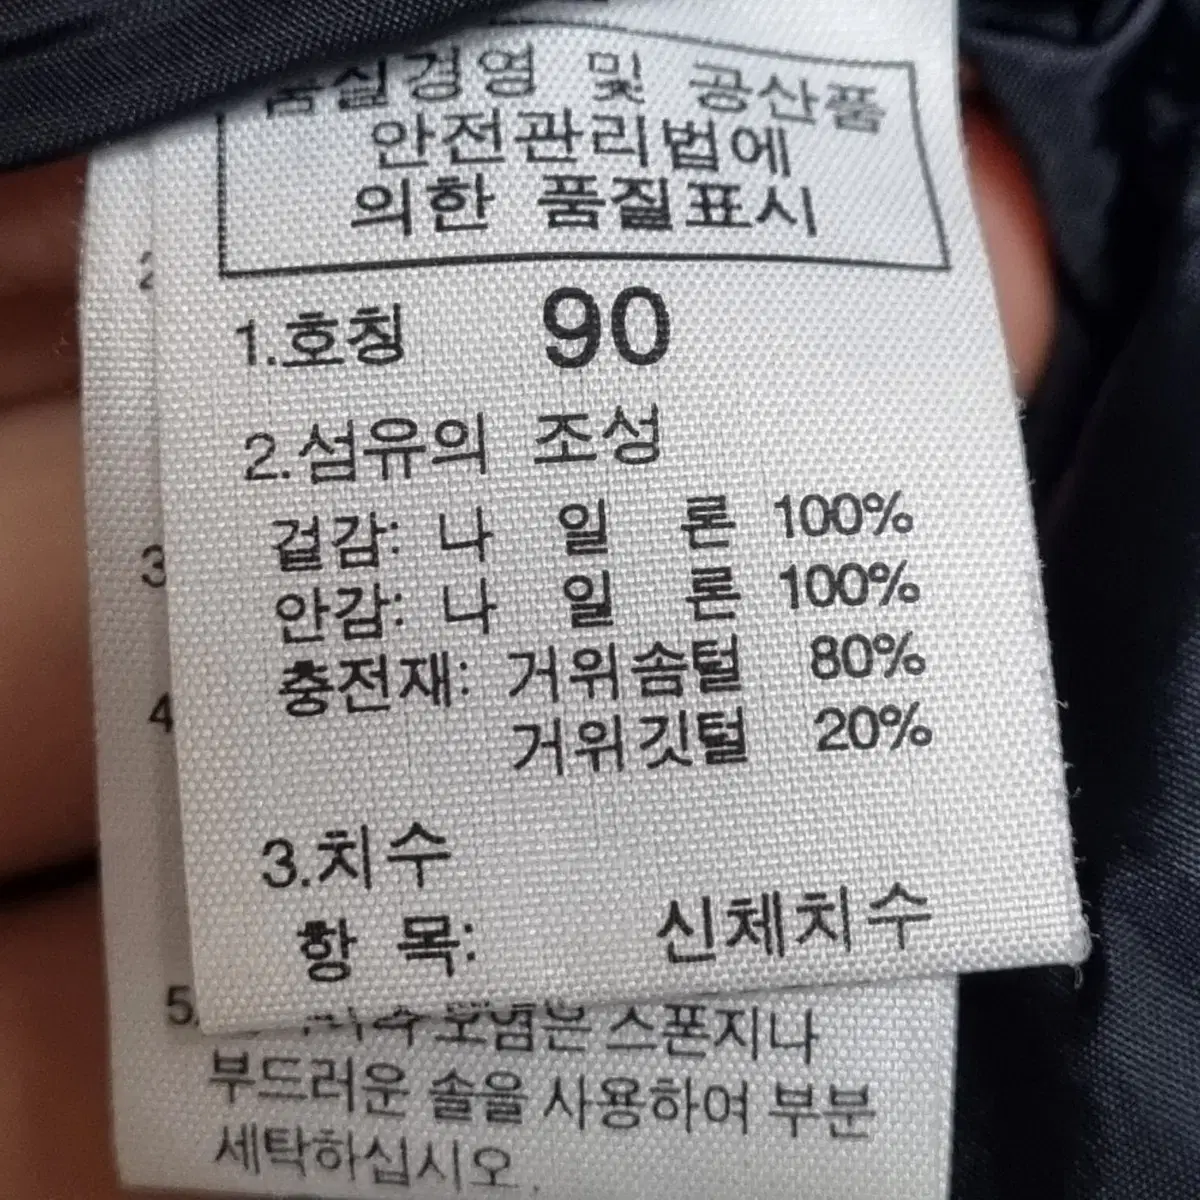 품질경영 및 공산품
안전관리법에
의한 품질표시
1.호칭 90
2.섬유의 조성
겉감: 나 일 론 100%
안감: 나 일 론 100%
충전재: 거위솜털 80%
거위깃털 20%
3.치수
항 목: 신체치수
2
3
4
5. 스폰지나
부드러운 솔을 사용하여 부분
세탁하십시오.